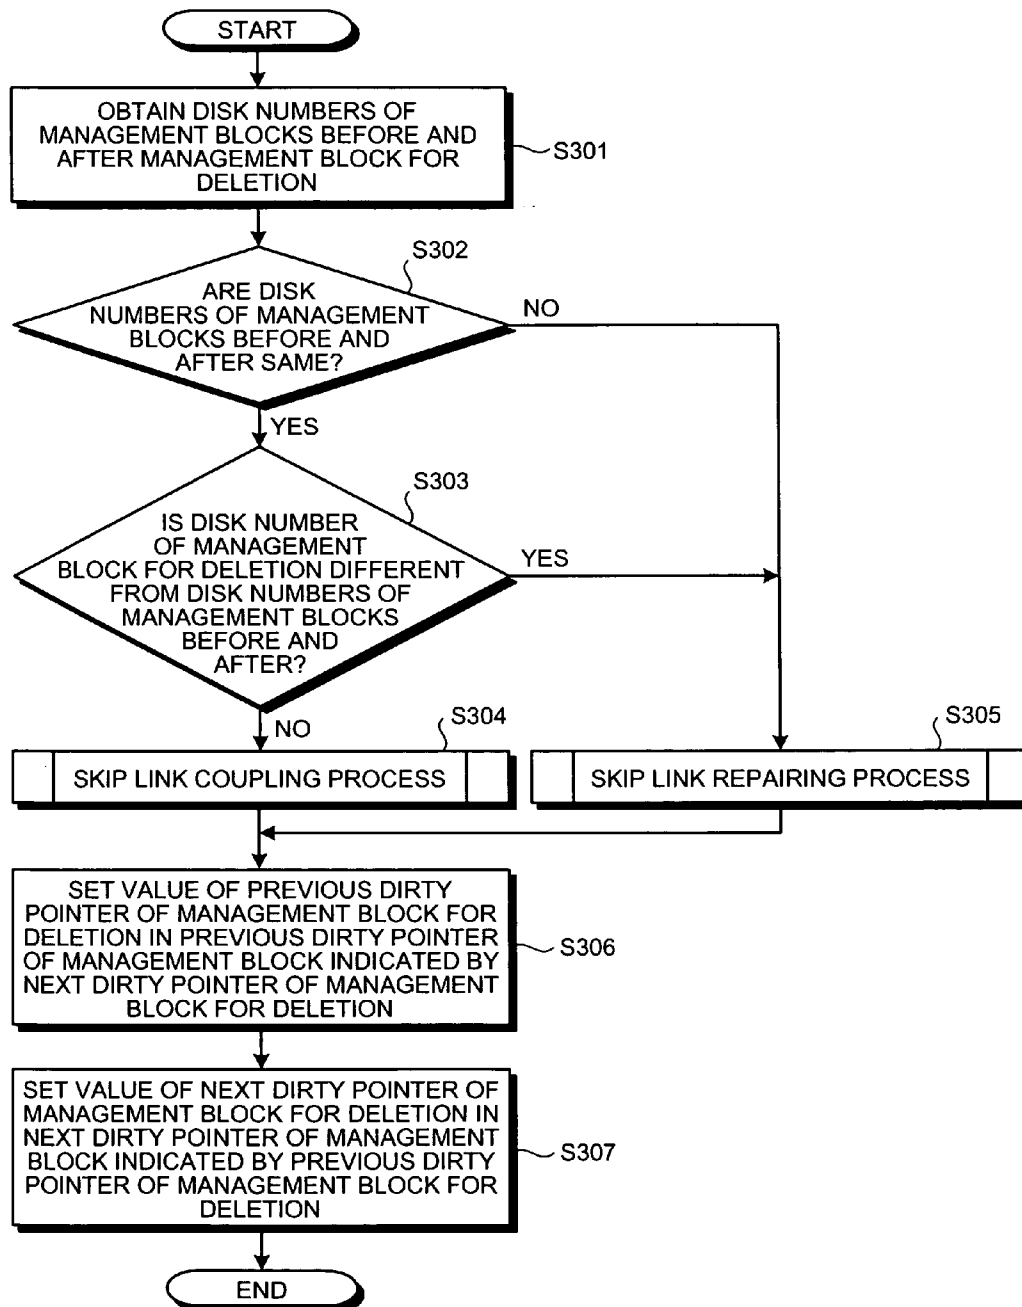 START
OBTAIN DISK NUMBERS OF
MANAGEMENT BLOCKS BEFORE AND
AFTER MANAGEMENT BLOCK FOR
DELETION
S301
S302
ARE DISK
NUMBERS OF MANAGEMENT
BLOCKS BEFORE AND
AFTER SAME?
NO
YES
S303
IS DISK NUMBER
OF MANAGEMENT
BLOCK FOR DELETION DIFFERENT
FROM DISK NUMBERS OF
MANAGEMENT BLOCKS
BEFORE AND
AFTER?
YES
NO
S304
SKIP LINK COUPLING PROCESS
S305
SKIP LINK REPAIRING PROCESS
SET VALUE OF PREVIOUS DIRTY
POINTER OF MANAGEMENT BLOCK FOR
DELETION IN PREVIOUS DIRTY POINTER
OF MANAGEMENT BLOCK INDICATED BY
NEXT DIRTY POINTER OF MANAGEMENT
BLOCK FOR DELETION
S306
SET VALUE OF NEXT DIRTY POINTER OF
MANAGEMENT BLOCK FOR DELETION IN
NEXT DIRTY POINTER OF MANAGEMENT
BLOCK INDICATED BY PREVIOUS DIRTY
POINTER OF MANAGEMENT BLOCK FOR
DELETION
S307
END